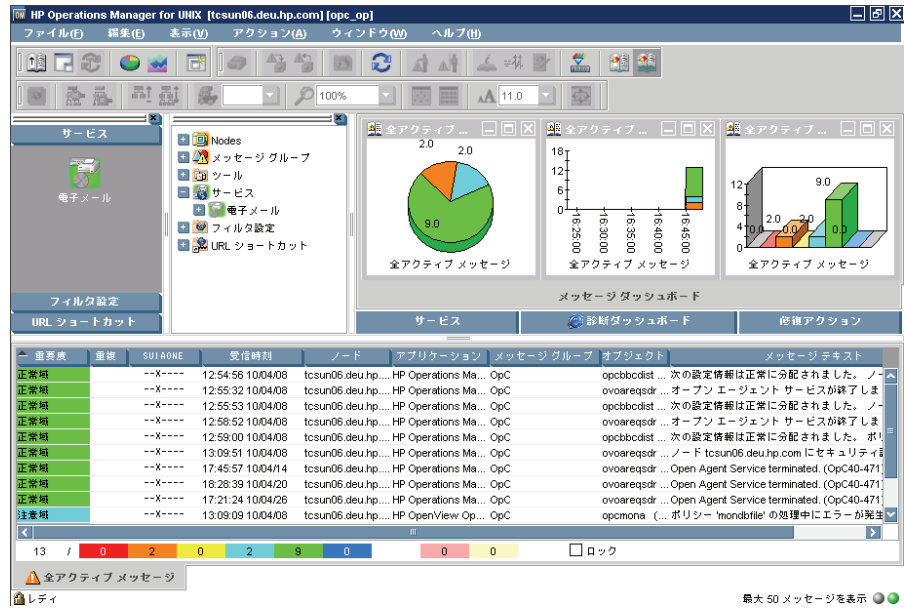 HP Operations Manager for UNIX [tcsun06.deu.hp.com] [opc_op]
ファイル(F) 編集(E) 表示(V) アクション(A) ウィンドウ(W) ヘルプ(H)
100%
11.0
サービス
電子メール
フィルタ設定
URL ショートカット
Nodes
メッセージ グループ
ツール
サービス
電子メール
フィルタ設定
URL ショートカット
全アクティブ ...
2.0
2.0
9.0
全アクティブ メッセージ
全アクティブ ...
18
12
6
0
16:25:00
16:30:00
16:35:00
16:40:00
16:45:00
全アクティブ メッセージ
全アクティブ ...
12
8
4
0
0.0 2.0 0.0 2.0 9.0 0.0
全アクティブ メッセージ
メッセージ ダッシュボード
サービス 診断ダッシュボード 修復アクション
重要度 重複 SUIAONE 受信時刻 ノード アプリケーション メッセージ グループ オブジェクト メッセージ テキスト
正常域 --X---- 12:54:56 10/04/08 tcsun06.deu.hp.... HP Operations Ma... OpC opcbbcdist ... 次の設定情報は正常に分配されました。 ノー
正常域 --X---- 12:55:32 10/04/08 tcsun06.deu.hp.... HP Operations Ma... OpC ovoareqsdr ... オープン エージェント サービスが終了しま
正常域 --X---- 12:55:53 10/04/08 tcsun06.deu.hp.... HP Operations Ma... OpC opcbbcdist ... 次の設定情報は正常に分配されました。 ノー
正常域 --X---- 12:58:52 10/04/08 tcsun06.deu.hp.... HP Operations Ma... OpC ovoareqsdr ... オープン エージェント サービスが終了しま
正常域 --X---- 12:59:00 10/04/08 tcsun06.deu.hp.... HP Operations Ma... OpC opcbbcdist ... 次の設定情報は正常に分配されました。 ポリ
正常域 --X---- 13:09:51 10/04/08 tcsun06.deu.hp.... HP Operations Ma... OpC ovoareqsdr ... ノード tcsun06.deu.hp.com にセキュリティ
正常域 --X---- 17:45:57 10/04/14 tcsun06.deu.hp.... HP Operations Ma... OpC ovoareqsdr ... Open Agent Service terminated. (OpC40-471)
正常域 --X---- 18:28:39 10/04/20 tcsun06.deu.hp.... HP Operations Ma... OpC ovoareqsdr ... Open Agent Service terminated. (OpC40-471)
正常域 --X---- 17:21:24 10/04/26 tcsun06.deu.hp.... HP Operations Ma... OpC ovoareqsdr ... Open Agent Service terminated. (OpC40-471)
注意域 --X---- 13:09:09 10/04/08 tcsun06.deu.hp.... HP OpenView Op... OpC opcmona (... ポリシー 'mondbfile' の処理中にエラーが発生
13 / 0 2 0 2 9 0 0 0 ロック
全アクティブ メッセージ
レディ 最大 50 メッセージを表示